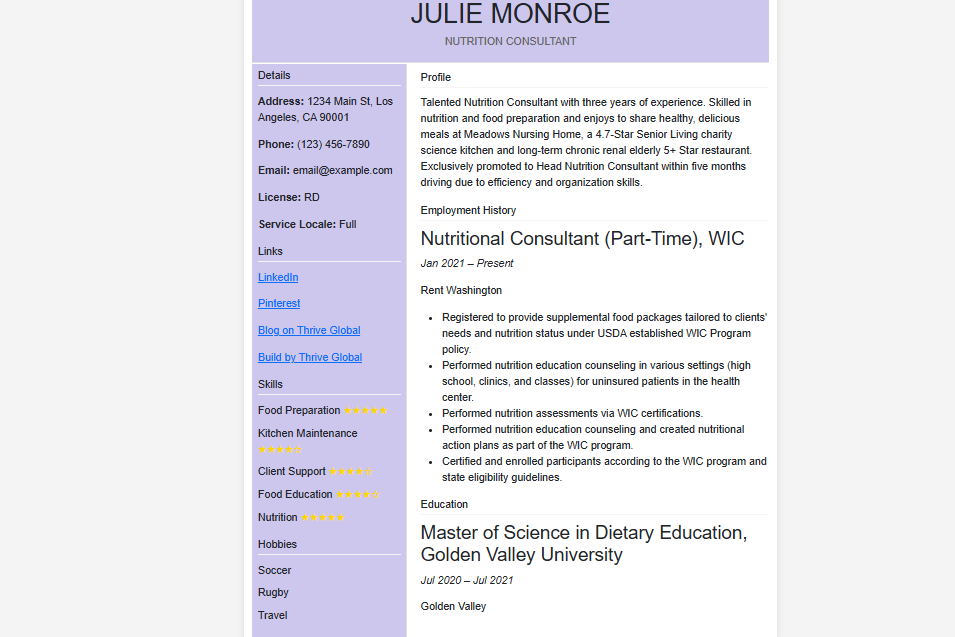 JULIE MONROE
NUTRITION CONSULTANT
Details
Address: 1234 Main St, Los
Angeles, CA 90001
Phone: (123) 456-7890
Email: email@example.com
License: RD
Service Locale: Full
Links
LinkedIn
Pinterest
Blog on Thrive Global
Build by Thrive Global
Skills
Food Preparation ★★★★★
Kitchen Maintenance
★★★★☆
Client Support ★★★★☆
Food Education ★★★★☆
Nutrition ★★★★★
Hobbies
Soccer
Rugby
Travel
Profile
Talented Nutrition Consultant with three years of experience. Skilled in
nutrition and food preparation and enjoys to share healthy, delicious
meals at Meadows Nursing Home, a 4.7-Star Senior Living charity
science kitchen and long-term chronic renal elderly 5+ Star restaurant.
Exclusively promoted to Head Nutrition Consultant within five months
driving due to efficiency and organization skills.
Employment History
Nutritional Consultant (Part-Time), WIC
Jan 2021 – Present
Rent Washington
• Registered to provide supplemental food packages tailored to clients'
needs and nutrition status under USDA established WIC Program
policy.
• Performed nutrition education counseling in various settings (high
school, clinics, and classes) for uninsured patients in the health
center.
• Performed nutrition assessments via WIC certifications.
• Performed nutrition education counseling and created nutritional
action plans as part of the WIC program.
• Certified and enrolled participants according to the WIC program and
state eligibility guidelines.
Education
Master of Science in Dietary Education,
Golden Valley University
Jul 2020 – Jul 2021
Golden Valley